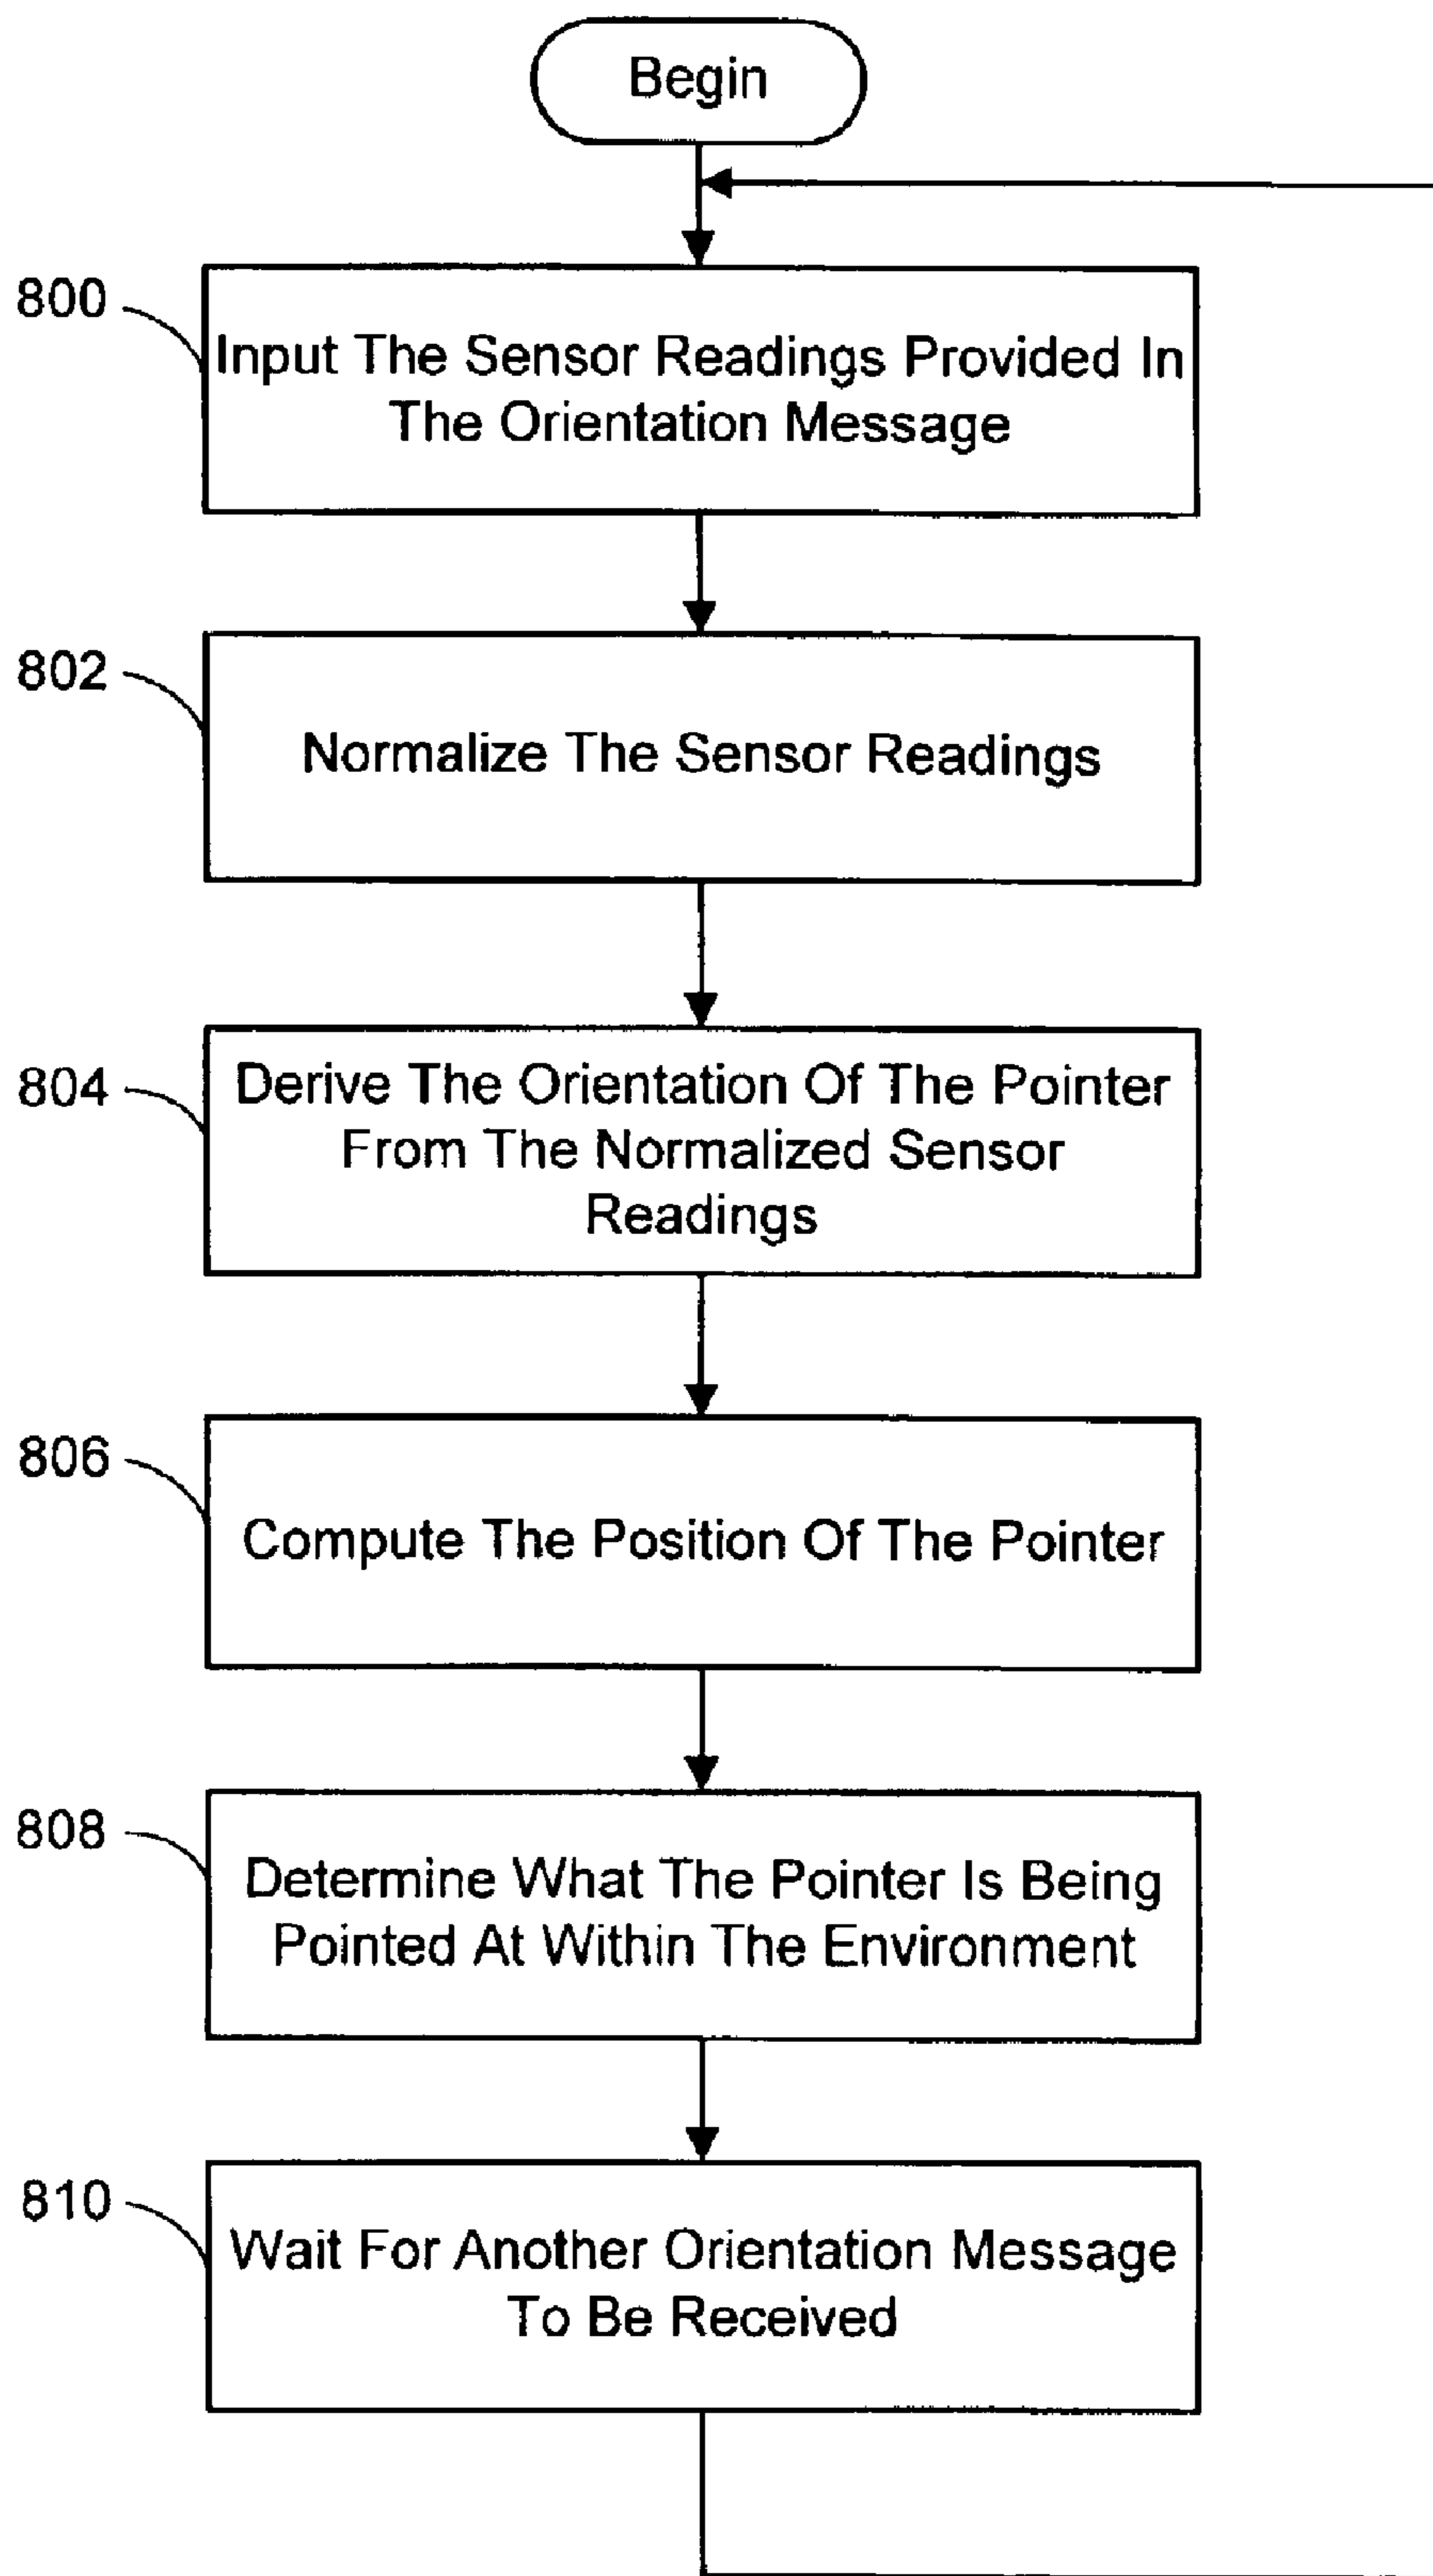 Begin
800
Input The Sensor Readings Provided In
The Orientation Message
802
Normalize The Sensor Readings
804
Derive The Orientation Of The Pointer
From The Normalized Sensor
Readings
806
Compute The Position Of The Pointer
808
Determine What The Pointer Is Being
Pointed At Within The Environment
810
Wait For Another Orientation Message
To Be Received